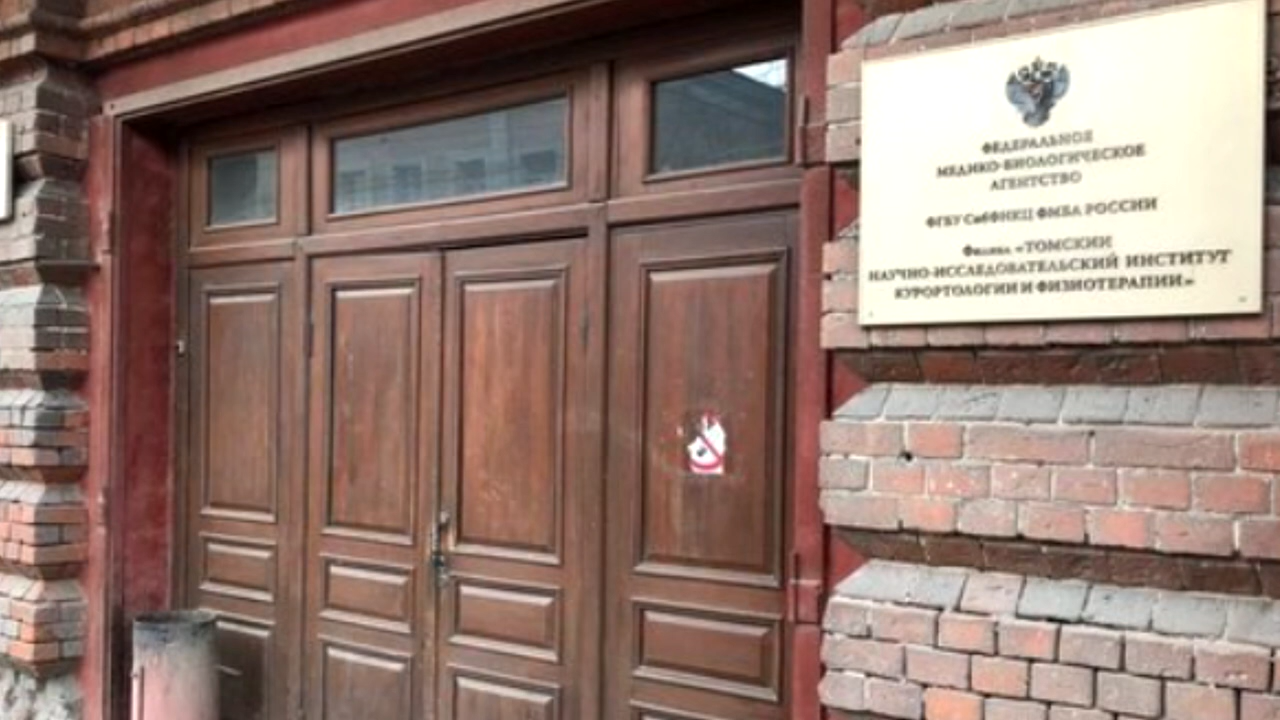 ФЕДЕРАЛЬНОЕ
МЕДИКО-БИОЛОГИЧЕСКОЕ
АГЕНТСТВО
ФГБУ СибФНКЦ ФМБА РОССИИ
Филиал «ТОМСКИЙ
НАУЧНО-ИССЛЕДОВАТЕЛЬСКИЙ ИНСТИТУТ
КУРОРТОЛОГИИ И ФИЗИОТЕРАПИИ»